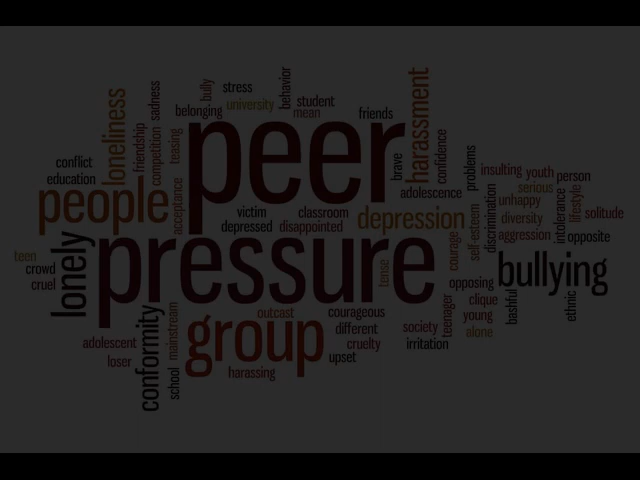 peer
pressure
people
group
lonely
bullying
loneliness
harassment
depression
conformity
sadness
bully
stress
behavior
belonging
university
student
mean
friends
friendship
competition
teasing
brave
confidence
problems
conflict
education
acceptance
adolescence
insulting
youth
person
serious
unhappy
discrimination
intolerance
lifestyle
solitude
diversity
aggression
opposite
self-esteem
courage
victim
classroom
depressed
disappointed
teen
crowd
cruel
tense
opposing
clique
young
alone
teenager
bashful
ethnic
adolescent
loser
mainstream
school
outcast
courageous
different
cruelty
upset
society
irritation
harassing